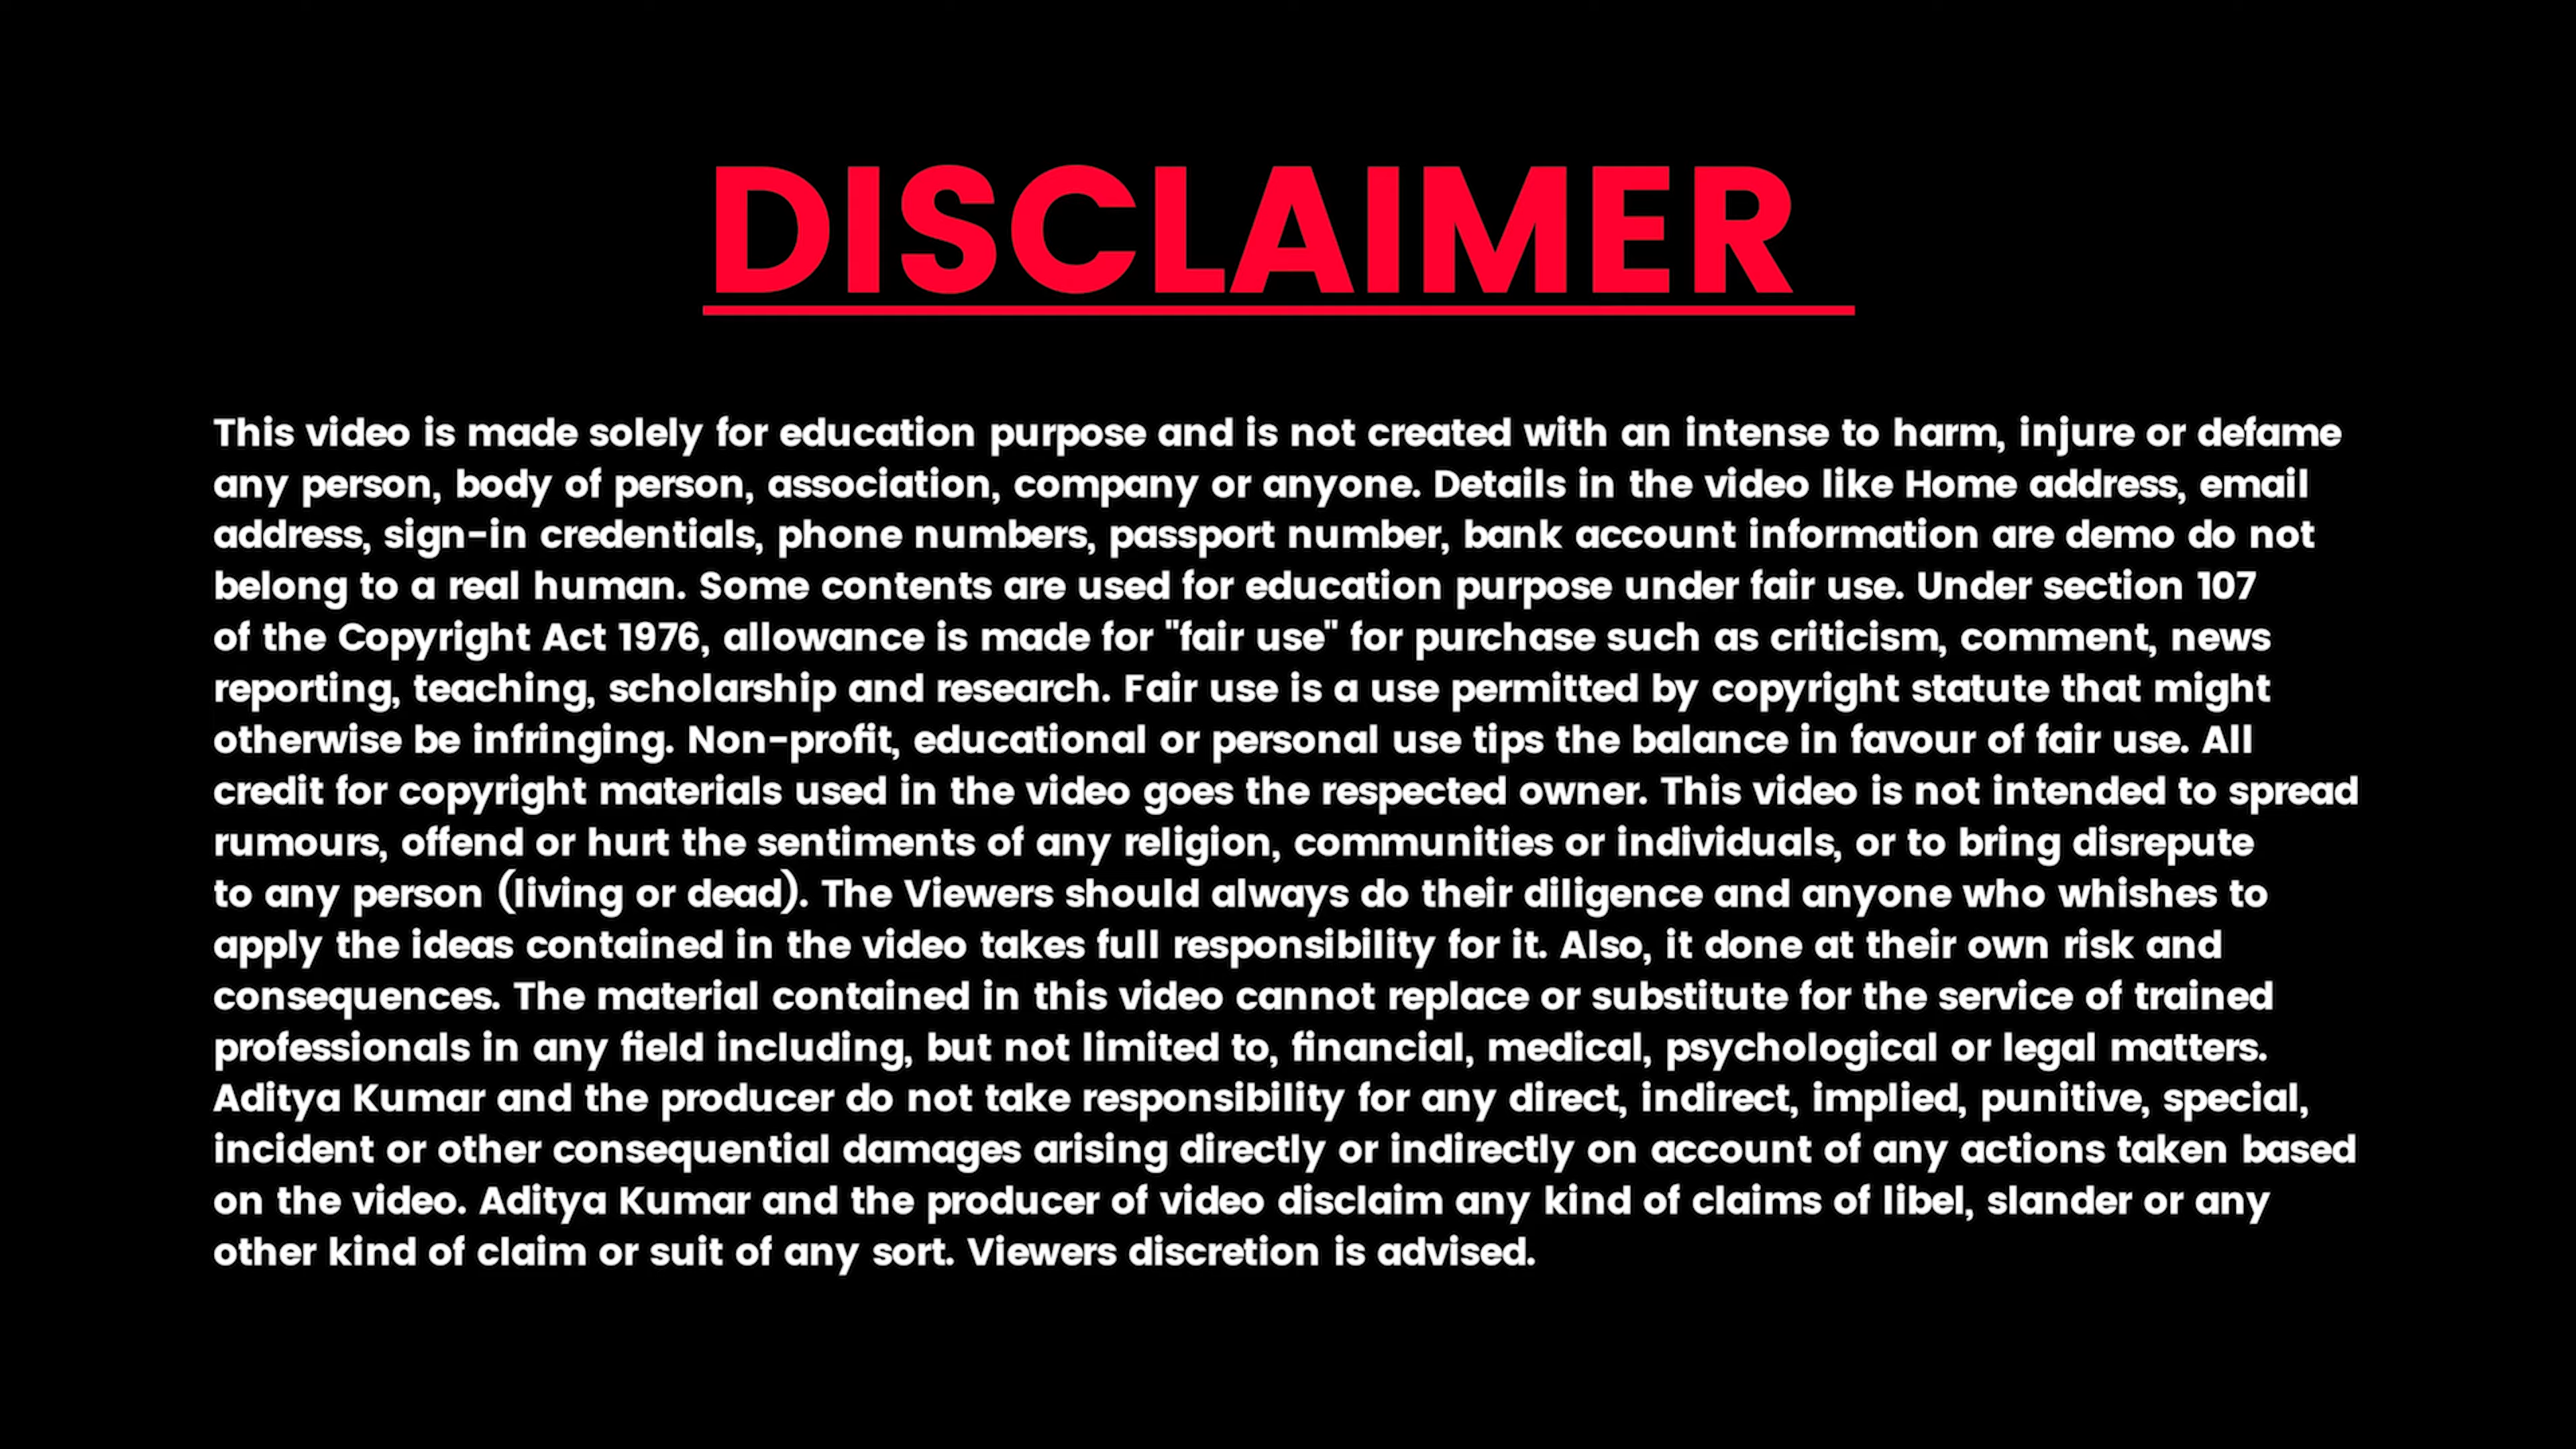 DISCLAIMER
This video is made solely for education purpose and is not created with an intense to harm, injure or defame
any person, body of person, association, company or anyone. Details in the video like Home address, email
address, sign-in credentials, phone numbers, passport number, bank account information are demo do not
belong to a real human. Some contents are used for education purpose under fair use. Under section 107
of the Copyright Act 1976, allowance is made for "fair use" for purchase such as criticism, comment, news
reporting, teaching, scholarship and research. Fair use is a use permitted by copyright statute that might
otherwise be infringing. Non-profit, educational or personal use tips the balance in favour of fair use. All
credit for copyright materials used in the video goes the respected owner. This video is not intended to spread
rumours, offend or hurt the sentiments of any religion, communities or individuals, or to bring disrepute
to any person (living or dead). The Viewers should always do their diligence and anyone who whishes to
apply the ideas contained in the video takes full responsibility for it. Also, it done at their own risk and
consequences. The material contained in this video cannot replace or substitute for the service of trained
professionals in any field including, but not limited to, financial, medical, psychological or legal matters.
Aditya Kumar and the producer do not take responsibility for any direct, indirect, implied, punitive, special,
incident or other consequential damages arising directly or indirectly on account of any actions taken based
on the video. Aditya Kumar and the producer of video disclaim any kind of claims of libel, slander or any
other kind of claim or suit of any sort. Viewers discretion is advised.